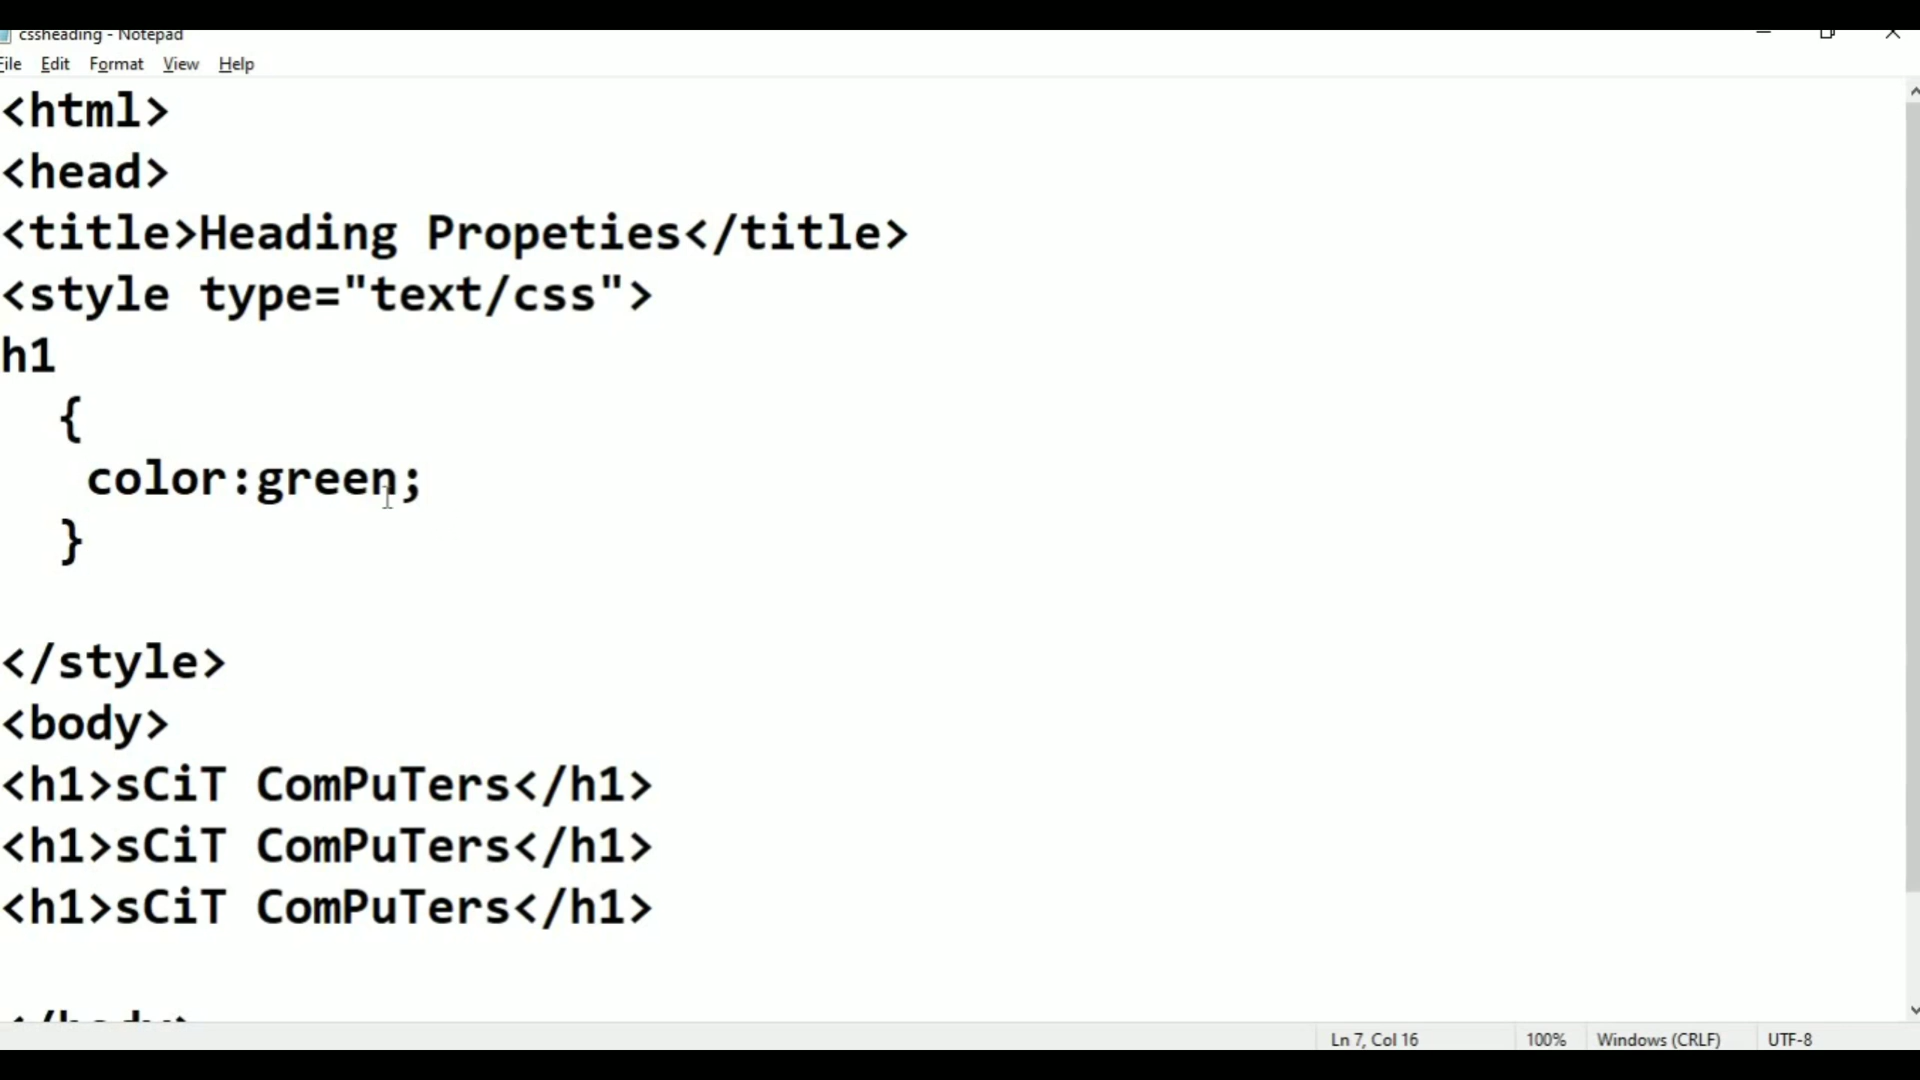 cssheading - Notepad
File Edit Format View Help
<html>
<head>
<title>Heading Propeties</title>
<style type="text/css">
h1
{
color:green;
}
</style>
<body>
<h1>sCiT ComPuTers</h1>
<h1>sCiT ComPuTers</h1>
<h1>sCiT ComPuTers</h1>
</body>
Ln 7, Col 16 100% Windows (CRLF) UTF-8